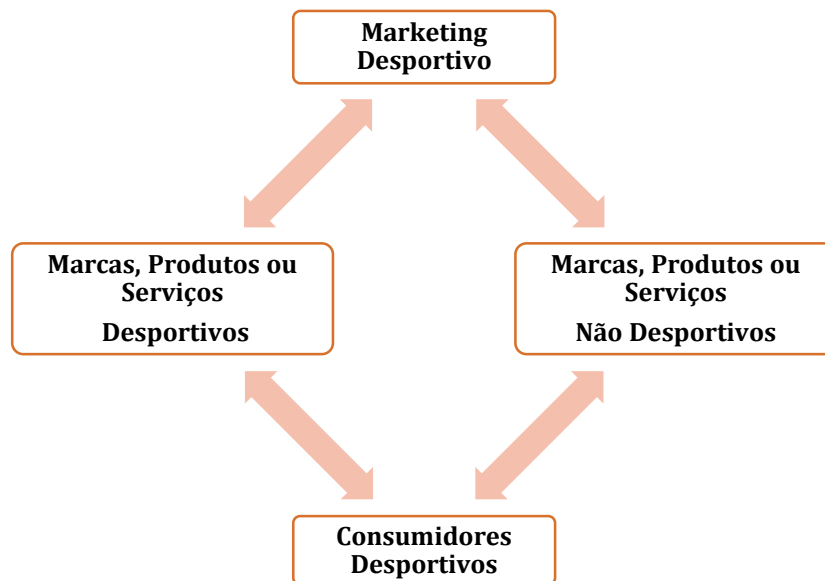 Marketing
Desportivo
Marcas, Produtos ou
Serviços
Desportivos
Marcas, Produtos ou
Serviços
Não Desportivos
Consumidores
Desportivos